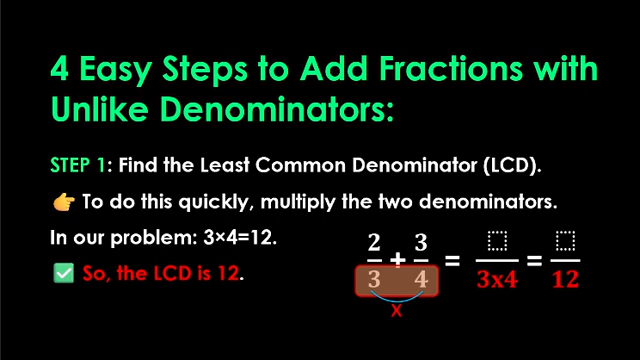 4 Easy Steps to Add Fractions with
Unlike Denominators:
STEP 1: Find the Least Common Denominator (LCD).
👉 To do this quickly, multiply the two denominators.
In our problem: 3×4=12.
✅ So, the LCD is 12.
2/3 + 3/4 = ⬚/3x4 = ⬚/12
x